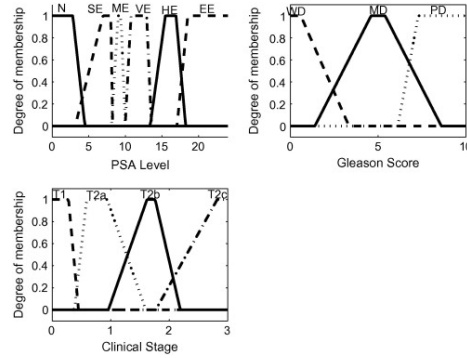 N SE ME VE HE EE
Degree of membership
1
0.8
0.6
0.4
0.2
0
0 5 10 15 20
PSA Level
WD MD PD
Degree of membership
1
0.8
0.6
0.4
0.2
0
0 5 10
Gleason Score
T1 T2a T2b T2c
Degree of membership
1
0.8
0.6
0.4
0.2
0
0 1 2 3
Clinical Stage